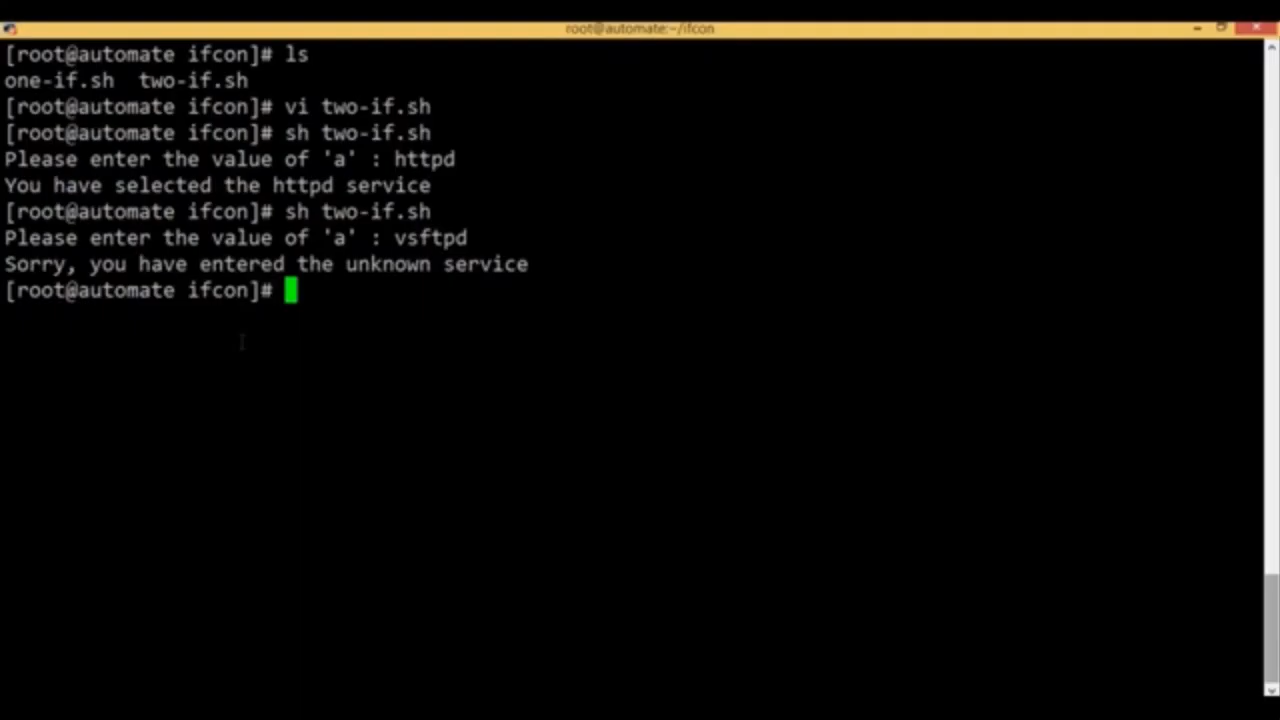 root@automate:~/ifcon
[root@automate ifcon]# ls
one-if.sh  two-if.sh
[root@automate ifcon]# vi two-if.sh
[root@automate ifcon]# sh two-if.sh
Please enter the value of 'a' : httpd
You have selected the httpd service
[root@automate ifcon]# sh two-if.sh
Please enter the value of 'a' : vsftpd
Sorry, you have entered the unknown service
[root@automate ifcon]#